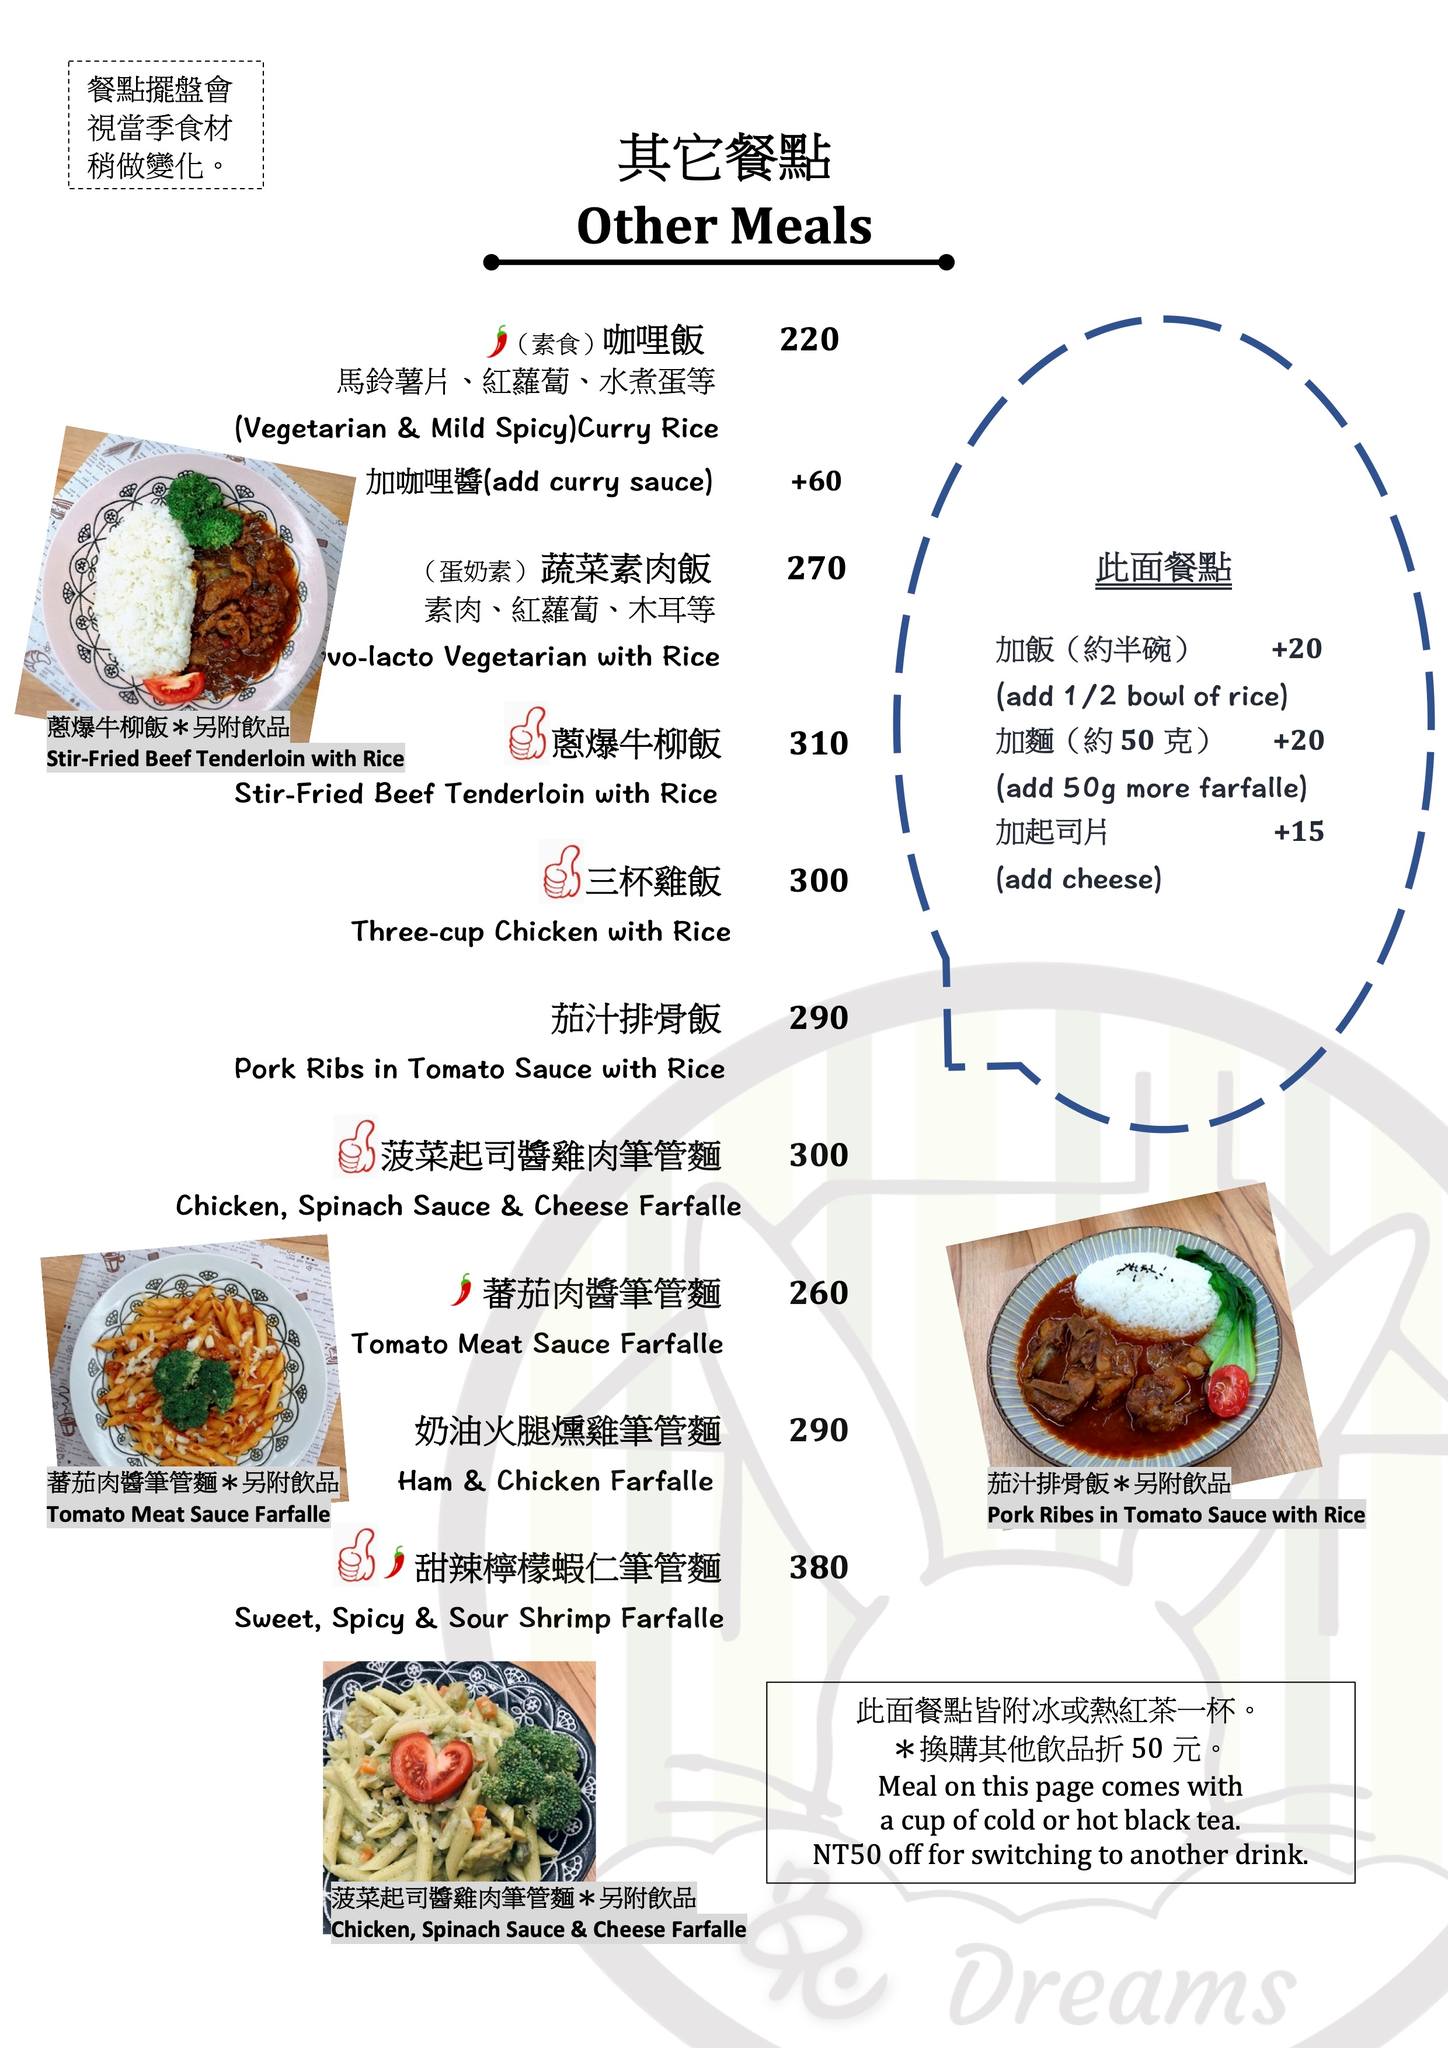 餐點擺盤會
視當季食材
稍做變化。
其它餐點
Other Meals
（素食）咖哩飯 220
馬鈴薯片、紅蘿蔔、水煮蛋等
(Vegetarian & Mild Spicy)Curry Rice
加咖哩醬(add curry sauce) +60
（蛋奶素）蔬菜素肉飯 270
素肉、紅蘿蔔、木耳等
vo-lacto Vegetarian with Rice
蔥爆牛柳飯＊另附飲品
Stir-Fried Beef Tenderloin with Rice
蔥爆牛柳飯 310
Stir-Fried Beef Tenderloin with Rice
三杯雞飯 300
Three-cup Chicken with Rice
茄汁排骨飯 290
Pork Ribs in Tomato Sauce with Rice
菠菜起司醬雞肉筆管麵 300
Chicken, Spinach Sauce & Cheese Farfalle
蕃茄肉醬筆管麵 260
Tomato Meat Sauce Farfalle
奶油火腿燻雞筆管麵 290
Ham & Chicken Farfalle
蕃茄肉醬筆管麵＊另附飲品
Tomato Meat Sauce Farfalle
甜辣檸檬蝦仁筆管麵 380
Sweet, Spicy & Sour Shrimp Farfalle
此面餐點
加飯（約半碗） +20
(add 1/2 bowl of rice)
加麵（約 50 克） +20
(add 50g more farfalle)
加起司片 +15
(add cheese)
茄汁排骨飯＊另附飲品
Pork Ribes in Tomato Sauce with Rice
此面餐點皆附冰或熱紅茶一杯。
＊換購其他飲品折 50 元。
Meal on this page comes with
a cup of cold or hot black tea.
NT50 off for switching to another drink.
菠菜起司醬雞肉筆管麵＊另附飲品
Chicken, Spinach Sauce & Cheese Farfalle
Dreams